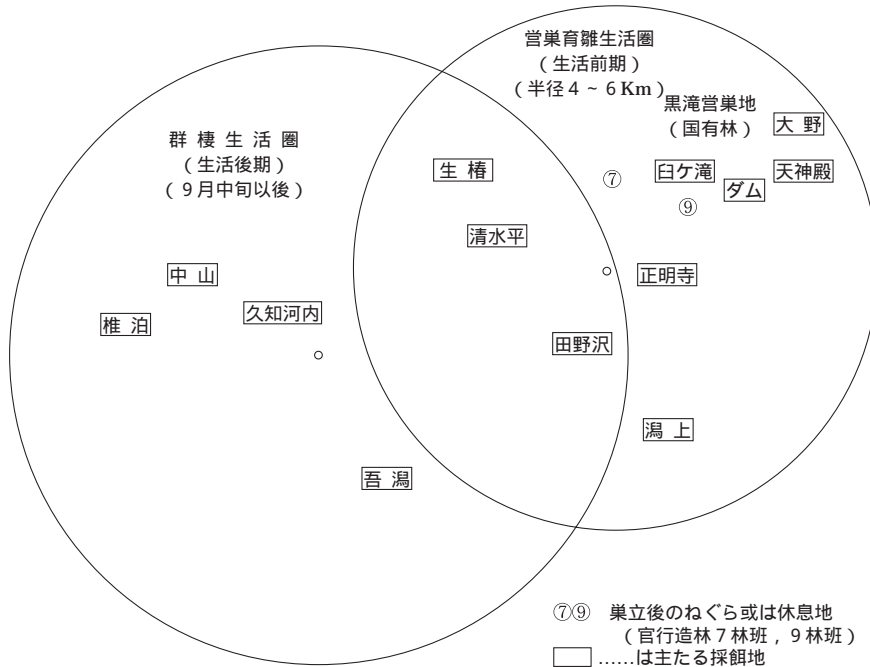 営巣育雛生活圏
(生活前期)
(半径4~6Km)
黒滝営巣地
(国有林)
大野
群棲生活圏
(生活後期)
(9月中旬以後)
生椿
⑦
臼ケ滝
ダム
天神殿
⑨
清水平
中山
正明寺
椎泊
久知河内
田野沢
潟上
吾潟
⑦⑨ 巣立後のねぐら或は休息地
(官行造林7林班,9林班)
……は主たる採餌地